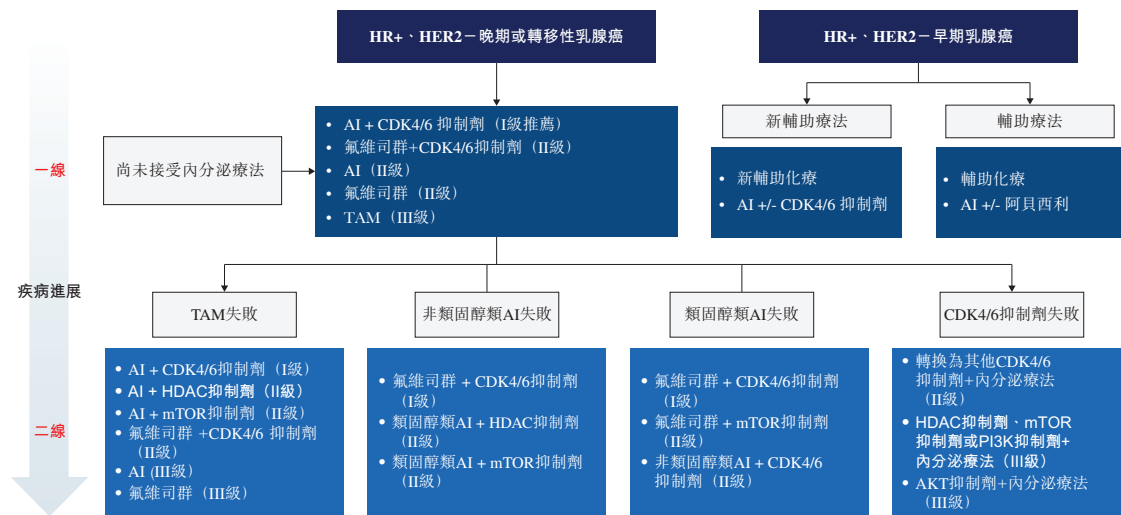 HR+、HER2－晚期或轉移性乳腺癌
HR+、HER2－早期乳腺癌
新輔助療法
輔助療法
一線
尚未接受內分泌療法
• AI + CDK4/6 抑制劑（I級推薦）
• 氟維司群+CDK4/6抑制劑（II級）
• AI（II級）
• 氟維司群（II級）
• TAM（III級）
• 新輔助化療
• AI +/- CDK4/6 抑制劑
• 輔助化療
• AI +/- 阿貝西利
疾病進展
TAM失敗
非類固醇類AI失敗
類固醇類AI失敗
CDK4/6抑制劑失敗
二線
• AI + CDK4/6抑制劑（I級）
• AI + HDAC抑制劑（II級）
• AI + mTOR抑制劑（II級）
• 氟維司群 +CDK4/6 抑制劑
（II級）
• AI (III級）
• 氟維司群（III級）
• 氟維司群 + CDK4/6抑制劑
（I級）
• 類固醇類AI + HDAC抑制劑
（II級）
• 類固醇類AI + mTOR抑制劑
（II級）
• 氟維司群 + CDK4/6抑制劑
（I級）
• 氟維司群 + mTOR抑制劑
（II級）
• 非類固醇類AI + CDK4/6
抑制劑（II級）
• 轉換為其他CDK4/6
抑制劑+內分泌療法
（II級）
• HDAC抑制劑、mTOR
抑制劑或PI3K抑制劑+
內分泌療法（III級）
• AKT抑制劑+內分泌療法
（III級）